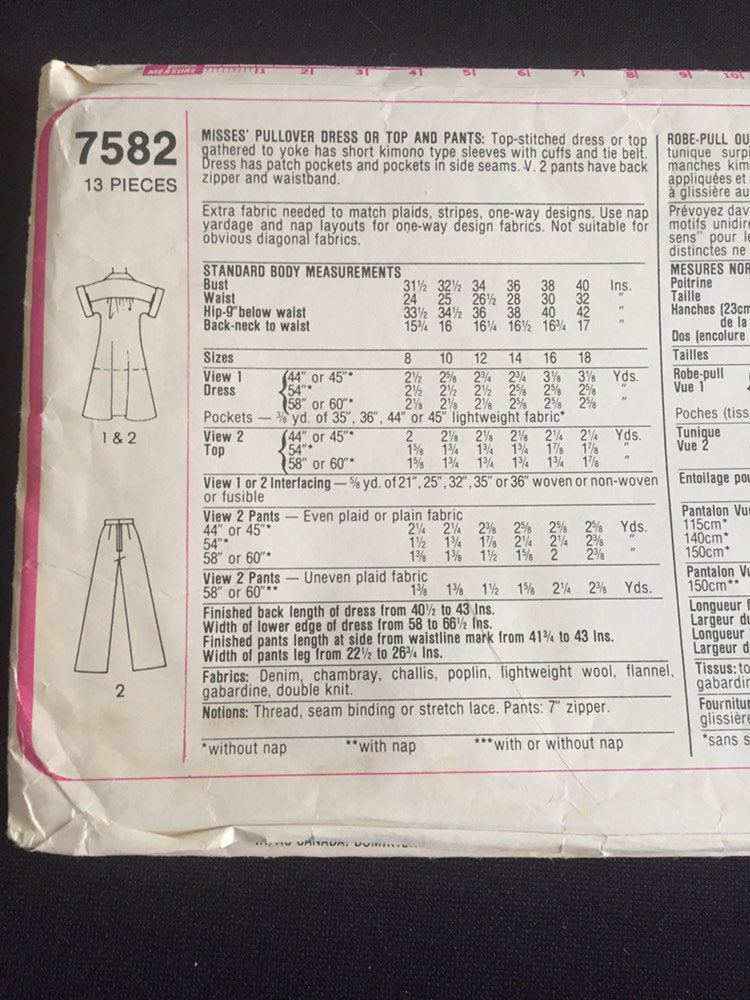 MEASURE 1 2 3 4 5 6 7 8 9 10
7582
13 PIECES
1 & 2
2
MISSES' PULLOVER DRESS OR TOP AND PANTS: Top-stitched dress or top
gathered to yoke has short kimono type sleeves with cuffs and tie belt.
Dress has patch pockets and pockets in side seams. V. 2 pants have back
zipper and waistband.
Extra fabric needed to match plaids, stripes, one-way designs. Use nap
yardage and nap layouts for one-way design fabrics. Not suitable for
obvious diagonal fabrics.
STANDARD BODY MEASUREMENTS
Bust 31½ 32½ 34 36 38 40 Ins.
Waist 24 25 26½ 28 30 32 "
Hip-9" below waist 33½ 34½ 36 38 40 42 "
Back-neck to waist 15¾ 16 16¼ 16½ 16¾ 17 "
Sizes 8 10 12 14 16 18
View 1 44" or 45"* 2½ 2⅝ 2¾ 2¾ 3⅛ 3⅛ Yds.
Dress 54"* 2½ 2½ 2½ 2⅝ 2⅝ 2⅝ "
58" or 60"* 2⅛ 2⅛ 2⅛ 2⅝ 2⅝ 2⅝ "
Pockets — ⅜ yd. of 35", 36", 44" or 45" lightweight fabric*
View 2 44" or 45"* 2 2⅛ 2⅛ 2⅛ 2¼ 2¼ Yds.
Top 54"* 1⅝ 1¾ 1¾ 1¾ 1⅞ 1⅞ "
58" or 60"* 1⅝ 1¾ 1¾ 1¾ 1¾ 1⅞ "
View 1 or 2 Interfacing — ⅝ yd. of 21", 25", 32", 35" or 36" woven or non-woven
or fusible
View 2 Pants — Even plaid or plain fabric
44" or 45"* 2¼ 2¼ 2⅜ 2⅝ 2⅝ 2⅝ Yds.
54"* 1½ 1¾ 1⅞ 2¼ 2¼ 2⅜ "
58" or 60"* 1⅜ 1⅜ 1½ 1⅝ 2 2⅜ "
View 2 Pants — Uneven plaid fabric
58" or 60"** 1⅜ 1⅜ 1½ 1⅝ 2¼ 2⅜ Yds.
Finished back length of dress from 40½ to 43 Ins.
Width of lower edge of dress from 58 to 66½ Ins.
Finished pants length at side from waistline mark from 41¾ to 43 Ins.
Width of pants leg from 22½ to 26¾ Ins.
Fabrics: Denim, chambray, challis, poplin, lightweight wool, flannel,
gabardine, double knit.
Notions: Thread, seam binding or stretch lace. Pants: 7" zipper.
*without nap **with nap ***with or without nap
ROBE-PULL OU
tunique surpi
manches kim
appliquées et
à glissière au
Prévoyez dav
motifs unidir
sens" pour le
distinctes ne
MESURES NOR
Poitrine
Taille
Hanches (23cm
de la
Dos (encolure
Tailles
Robe-pull
Vue 1
Poches (tiss
Tunique
Vue 2
Entoilage pou
Pantalon Vu
115cm*
140cm*
150cm*
Pantalon Vu
150cm**
Longueur f
Largeur du
Longueur
Largeur d
Tissus: to
gabardin
Fournitur
glissière
*sans s